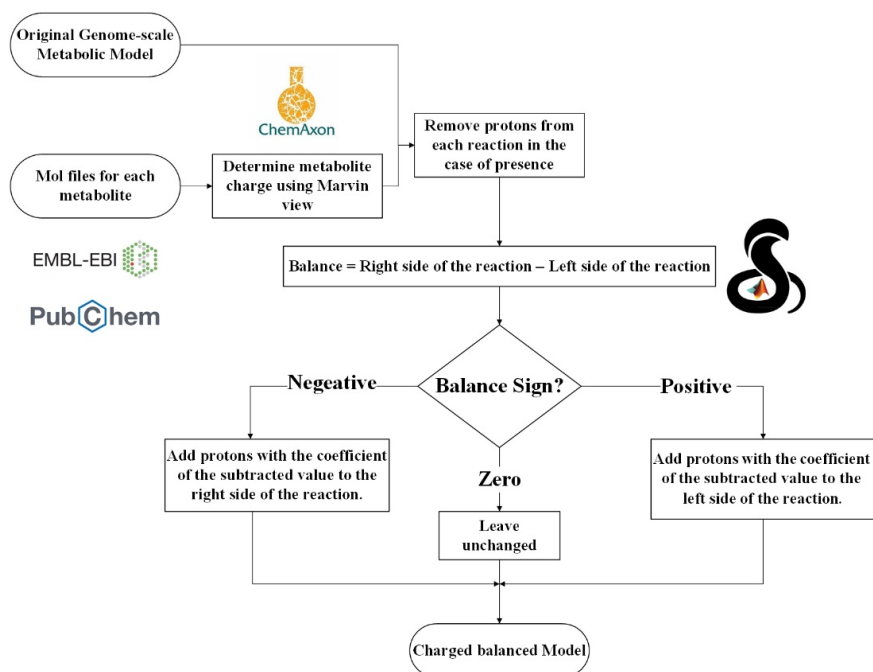 Original Genome-scale
Metabolic Model
ChemAxon
Remove protons from
each reaction in the
case of presence
Mol files for each
metabolite
Determine metabolite
charge using Marvin
view
EMBL-EBI
PubChem
Balance = Right side of the reaction – Left side of the reaction
Balance Sign?
Negeative
Positive
Zero
Add protons with the coefficient
of the subtracted value to the
right side of the reaction.
Leave
unchanged
Add protons with the coefficient
of the subtracted value to the
left side of the reaction.
Charged balanced Model